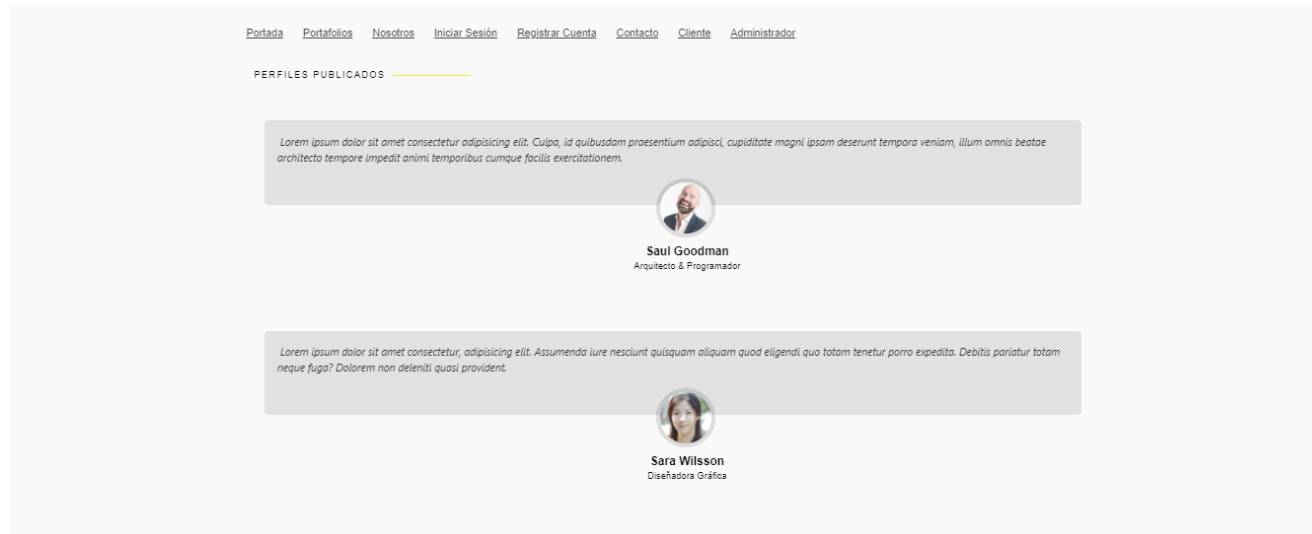 Portada Portafolios Nosotros Iniciar Sesión Registrar Cuenta Contacto Cliente Administrador
PERFILES PUBLICADOS
Lorem ipsum dolor sit amet consectetur adipisicing elit. Culpa, id quibusdam praesentium adipisci, cupiditate magni ipsam deserunt tempora veniam, illum omnis beatae
architecto tempore impedit animi temporibus cumque facilis exercitationem.
Saul Goodman
Arquitecto & Programador
Lorem ipsum dolor sit amet consectetur, adipisicing elit. Assumenda iure nesciunt quisquam aliquam quod eligendi quo totam tenetur porro expedita. Debitis pariatur totam
neque fuga? Dolorem non deleniti quasi provident.
Sara Wilsson
Diseñadora Gráfica